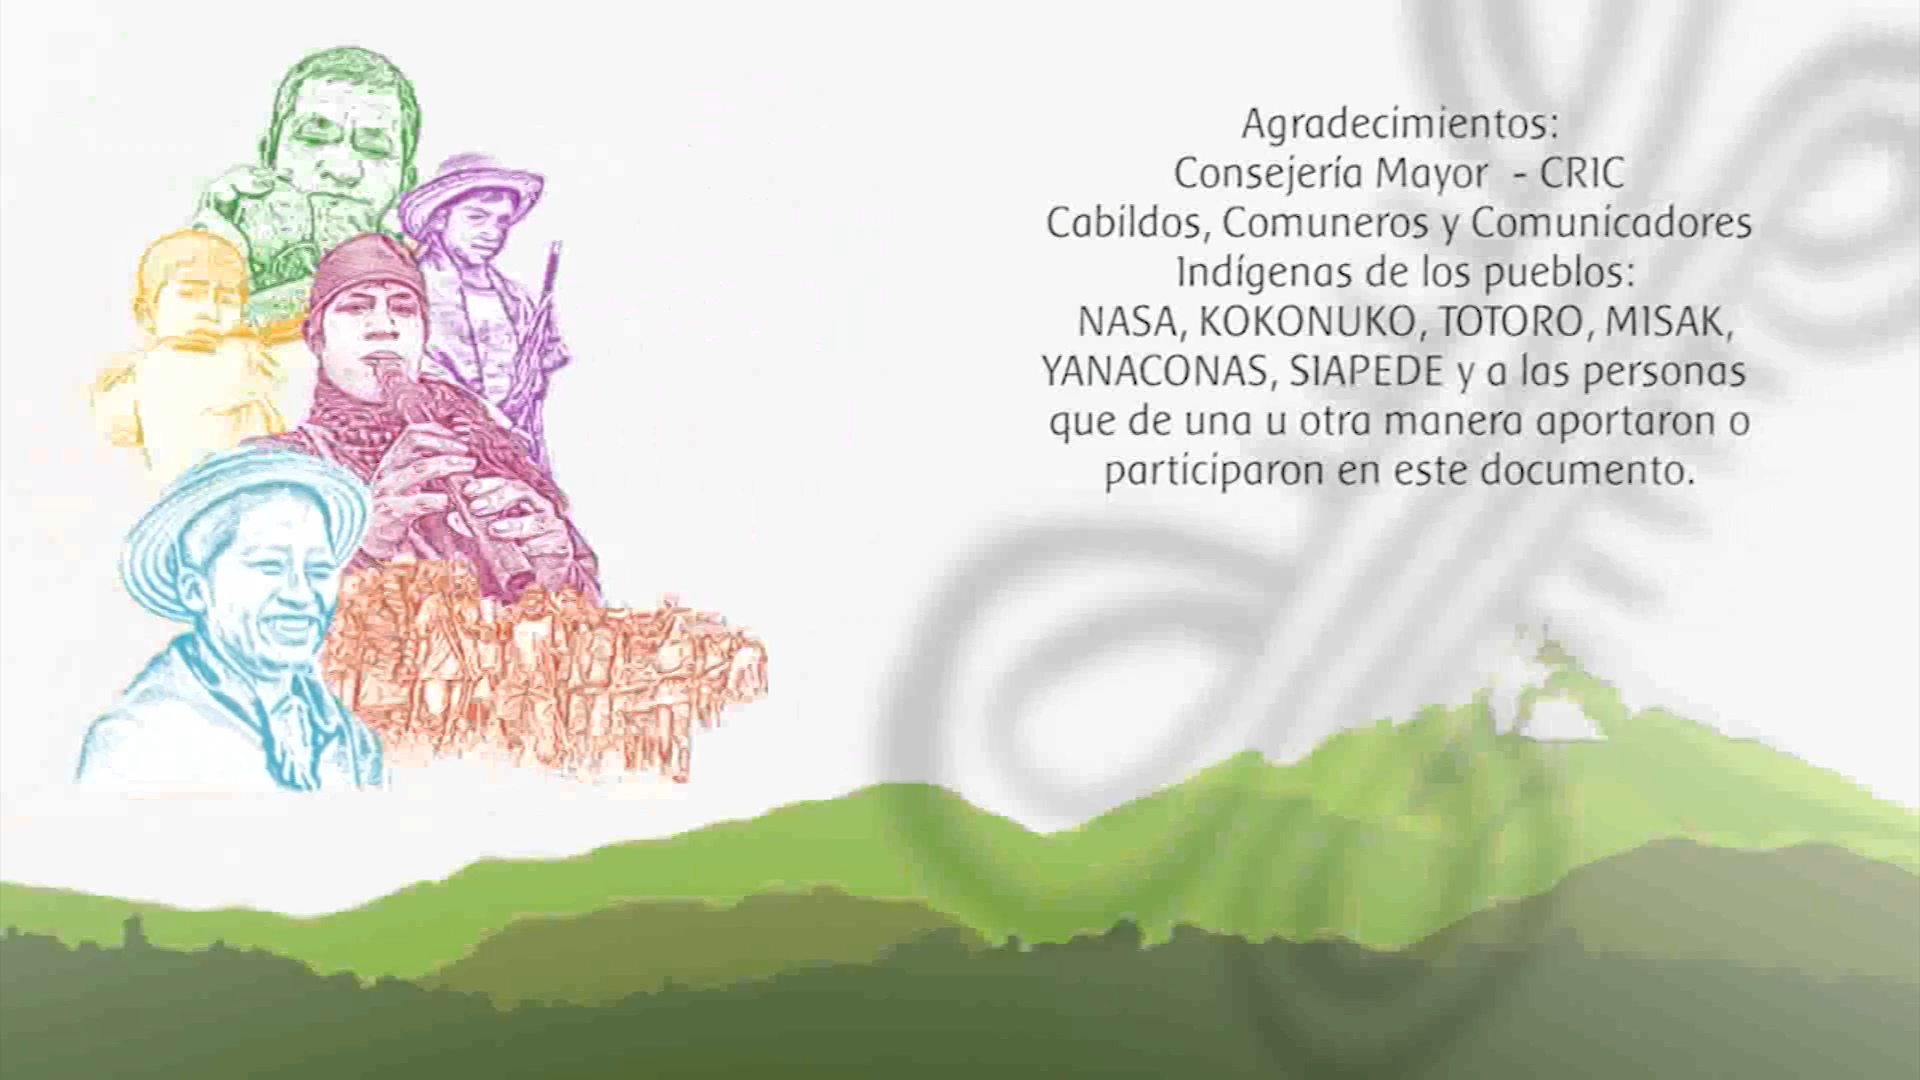 Agradecimientos:
Consejería Mayor - CRIC
Cabildos, Comuneros y Comunicadores
Indígenas de los pueblos:
NASA, KOKONUKO, TOTORO, MISAK,
YANACONAS, SIAPEDE y a las personas
que de una u otra manera aportaron o
participaron en este documento.